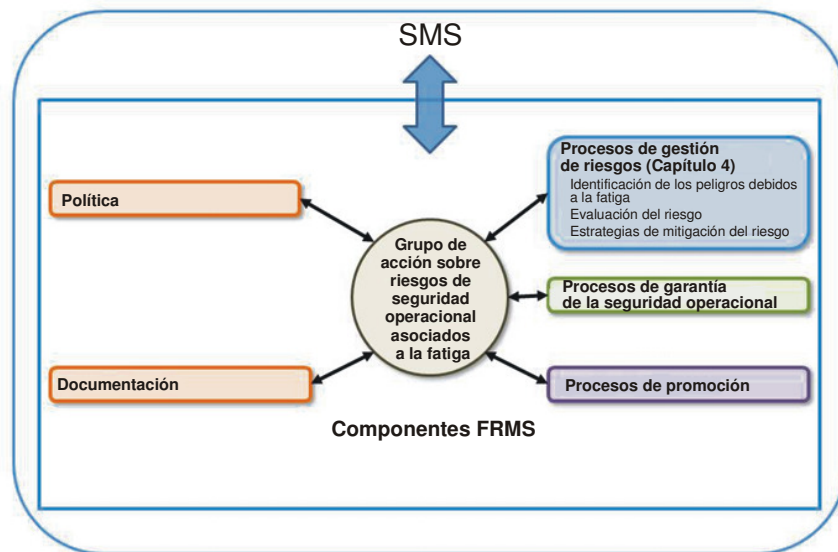 SMS
Política
Documentación
Grupo de
acción sobre
riesgos de
seguridad
operacional
asociados
a la fatiga
Procesos de gestión
de riesgos (Capítulo 4)
Identificación de los peligros debidos
a la fatiga
Evaluación del riesgo
Estrategias de mitigación del riesgo
Procesos de garantía
de la seguridad operacional
Procesos de promoción
Componentes FRMS